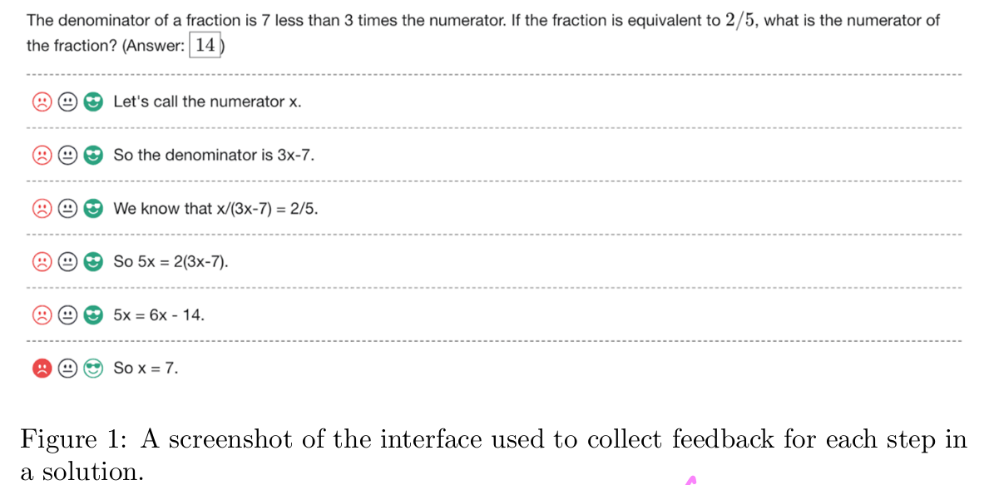 The denominator of a fraction is 7 less than 3 times the numerator. If the fraction is equivalent to 2/5, what is the numerator of
the fraction? (Answer: 14 )
Let's call the numerator x.
So the denominator is 3x-7.
We know that x/(3x-7) = 2/5.
So 5x = 2(3x-7).
5x = 6x - 14.
So x = 7.
Figure 1: A screenshot of the interface used to collect feedback for each step in
a solution.